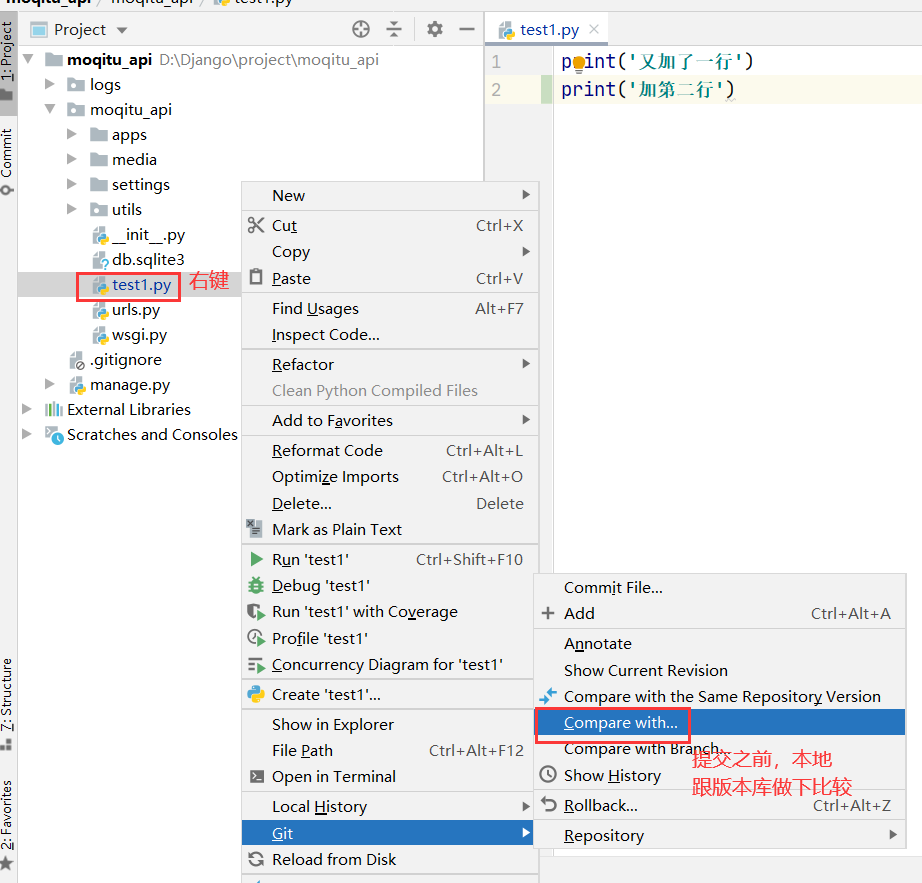 moqitu_api
moqitu_api
test1.py
1: Project
Commit
7: Structure
2: Favorites
Project
test1.py
moqitu_api D:\Django\project\moqitu_api
logs
moqitu_api
apps
media
settings
utils
__init__.py
db.sqlite3
test1.py
右键
urls.py
wsgi.py
.gitignore
manage.py
External Libraries
Scratches and Consoles
1 print('又加了一行')
2 print('加第二行')
New
Cut Ctrl+X
Copy
Paste Ctrl+V
Find Usages Alt+F7
Inspect Code...
Refactor
Clean Python Compiled Files
Add to Favorites
Reformat Code Ctrl+Alt+L
Optimize Imports Ctrl+Alt+O
Delete... Delete
Mark as Plain Text
Run 'test1' Ctrl+Shift+F10
Debug 'test1'
Run 'test1' with Coverage
Profile 'test1'
Concurrency Diagram for 'test1'
Create 'test1'...
Show in Explorer
File Path Ctrl+Alt+F12
Open in Terminal
Local History
Git
Reload from Disk
Commit File...
Add Ctrl+Alt+A
Annotate
Show Current Revision
Compare with the Same Repository Version
Compare with...
Compare with Branch
Show History
Rollback... Ctrl+Alt+Z
Repository
提交之前，本地
跟版本库做下比较